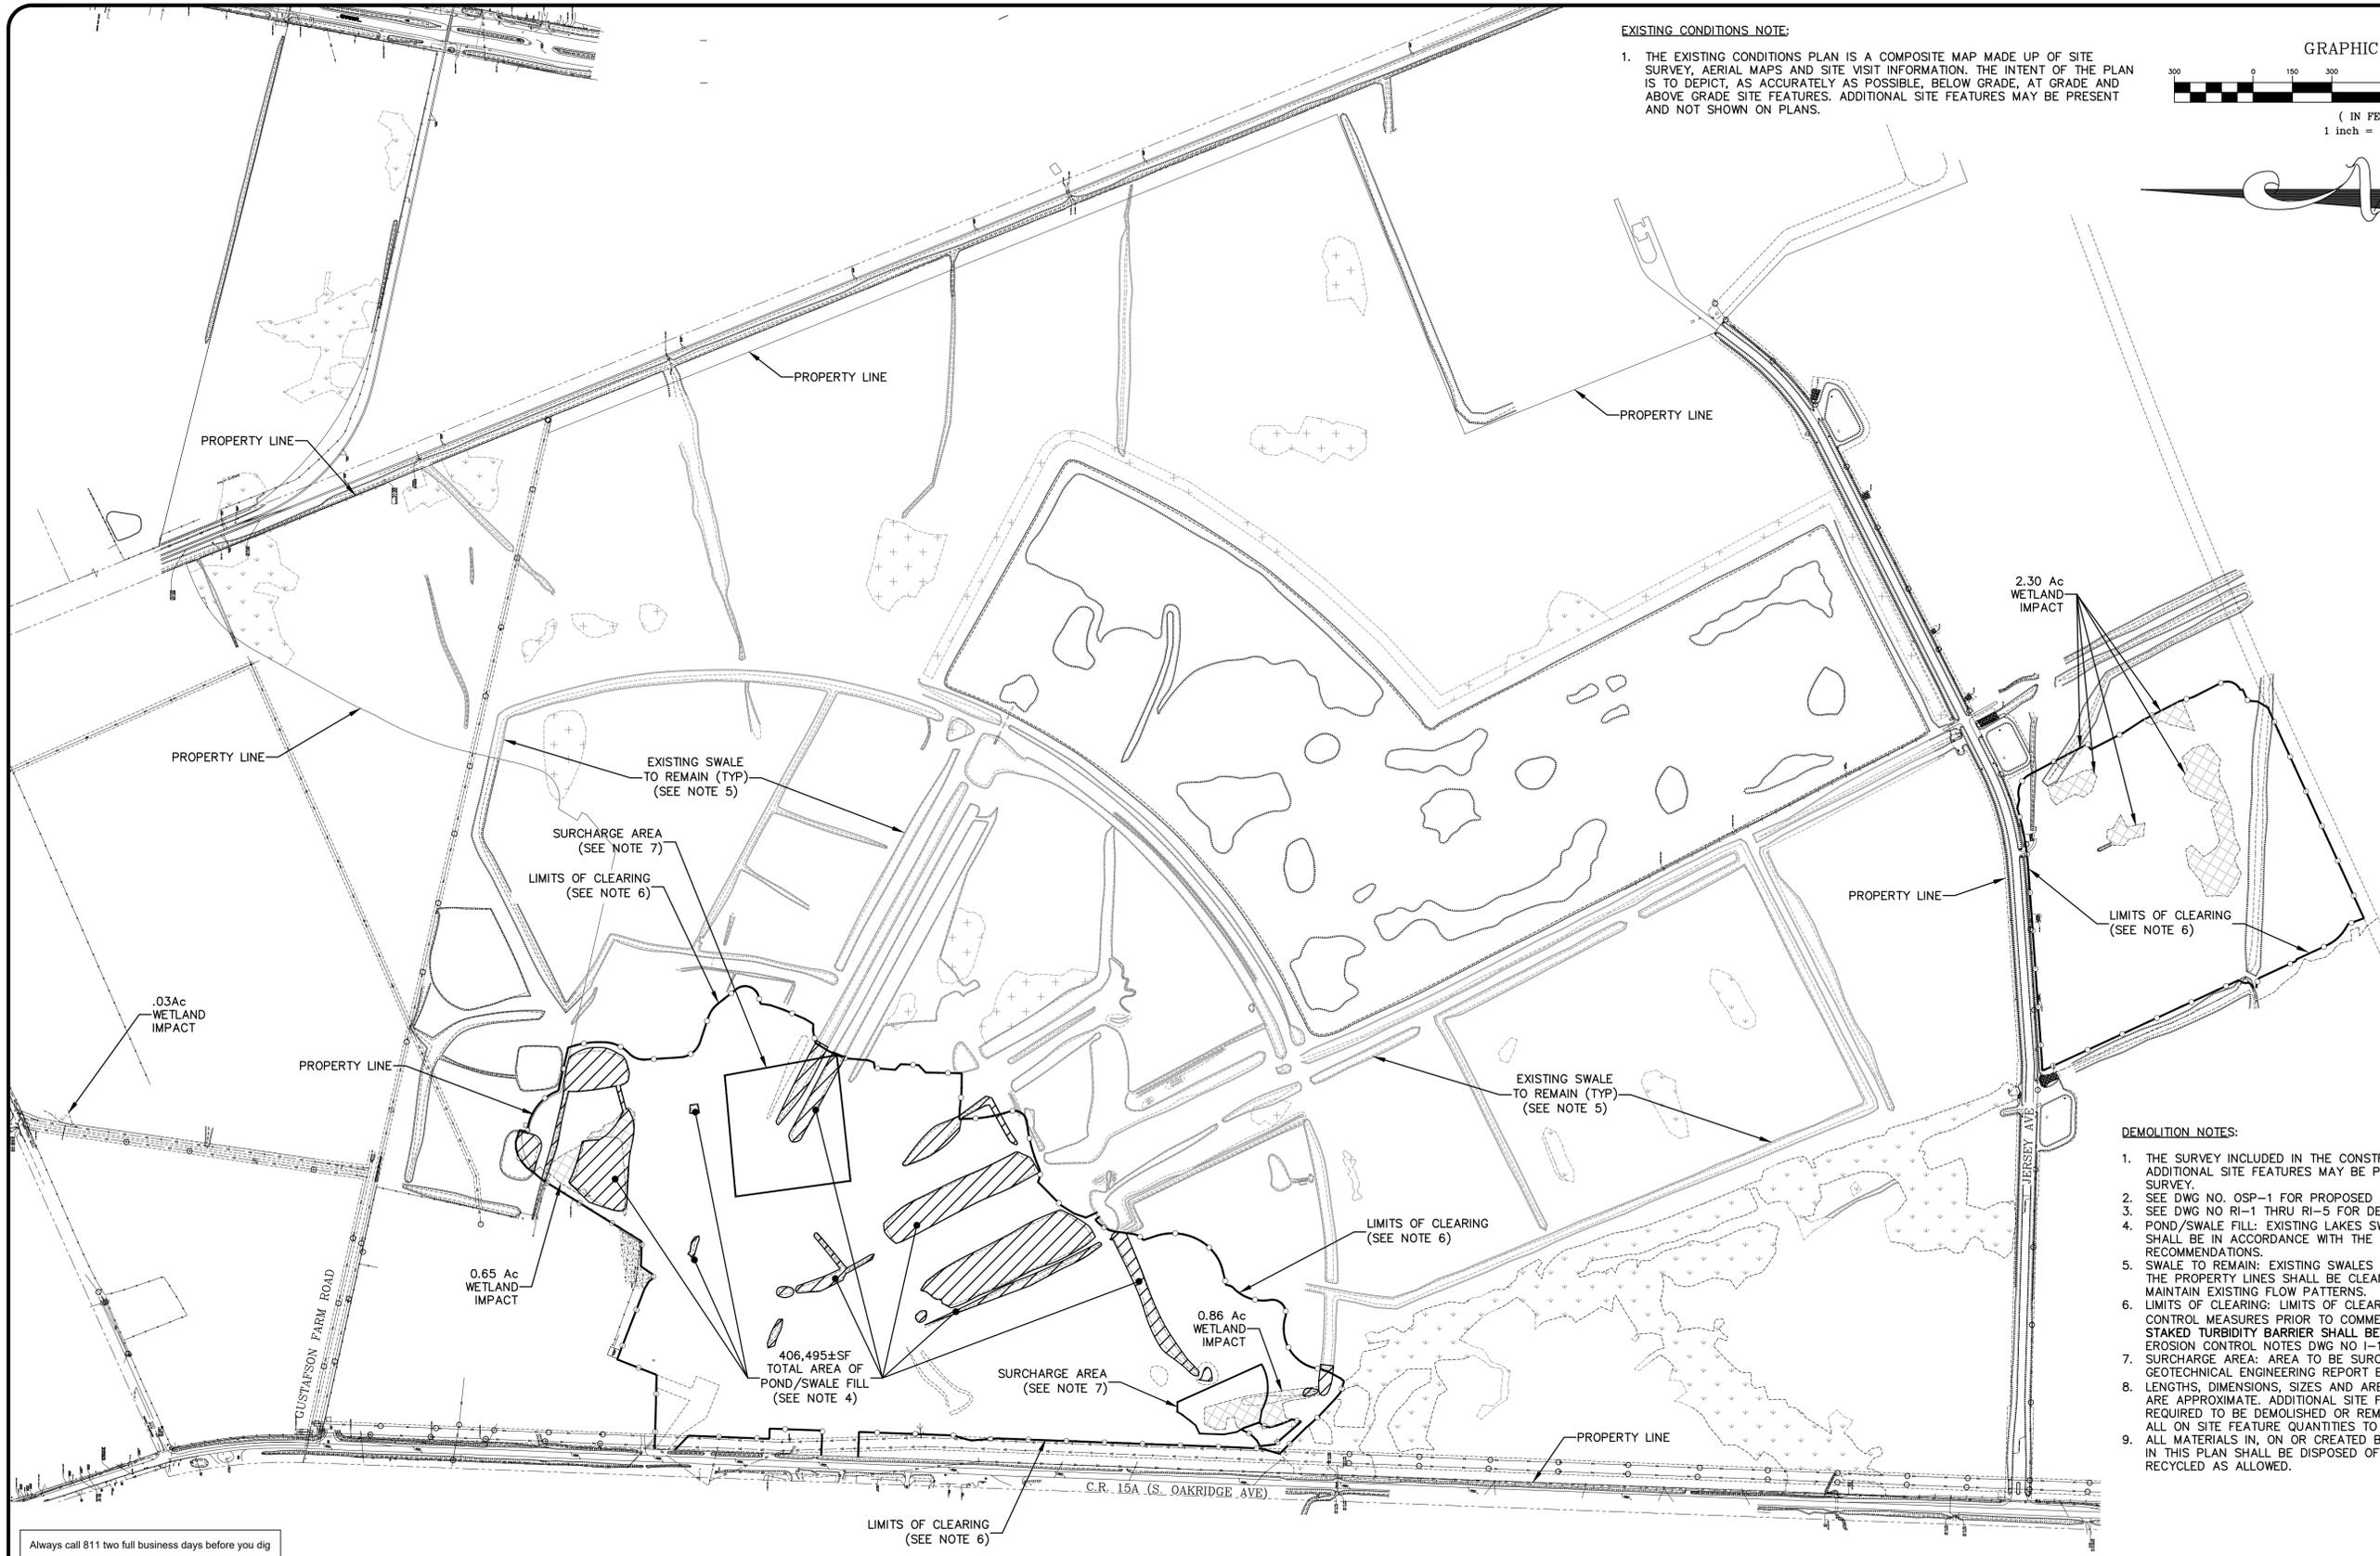 EXISTING CONDITIONS NOTE:
1. THE EXISTING CONDITIONS PLAN IS A COMPOSITE MAP MADE UP OF SITE
SURVEY, AERIAL MAPS AND SITE VISIT INFORMATION. THE INTENT OF THE PLAN
IS TO DEPICT, AS ACCURATELY AS POSSIBLE, BELOW GRADE, AT GRADE AND
ABOVE GRADE SITE FEATURES. ADDITIONAL SITE FEATURES MAY BE PRESENT
AND NOT SHOWN ON PLANS.
GRAPHIC
300 0 150 300
( IN FE
1 inch =
N
PROPERTY LINE
PROPERTY LINE
PROPERTY LINE
2.30 Ac
WETLAND
IMPACT
PROPERTY LINE
EXISTING SWALE
TO REMAIN (TYP)
(SEE NOTE 5)
SURCHARGE AREA
(SEE NOTE 7)
LIMITS OF CLEARING
(SEE NOTE 6)
PROPERTY LINE
LIMITS OF CLEARING
(SEE NOTE 6)
.03Ac
WETLAND
IMPACT
PROPERTY LINE
EXISTING SWALE
TO REMAIN (TYP)
(SEE NOTE 5)
JERSEY AVE
LIMITS OF CLEARING
(SEE NOTE 6)
0.65 Ac
WETLAND
IMPACT
GUSTAFSON FARM ROAD
0.86 Ac
WETLAND
IMPACT
406,495±SF
TOTAL AREA OF
POND/SWALE FILL
(SEE NOTE 4)
SURCHARGE AREA
(SEE NOTE 7)
PROPERTY LINE
C.R. 15A (S. OAKRIDGE AVE)
LIMITS OF CLEARING
(SEE NOTE 6)
DEMOLITION NOTES:
1. THE SURVEY INCLUDED IN THE CONSTR
ADDITIONAL SITE FEATURES MAY BE P
SURVEY.
2. SEE DWG NO. OSP-1 FOR PROPOSED
3. SEE DWG NO RI-1 THRU RI-5 FOR DE
4. POND/SWALE FILL: EXISTING LAKES SW
SHALL BE IN ACCORDANCE WITH THE
RECOMMENDATIONS.
5. SWALE TO REMAIN: EXISTING SWALES
THE PROPERTY LINES SHALL BE CLEAN
MAINTAIN EXISTING FLOW PATTERNS.
6. LIMITS OF CLEARING: LIMITS OF CLEAR
CONTROL MEASURES PRIOR TO COMME
STAKED TURBIDITY BARRIER SHALL BE
EROSION CONTROL NOTES DWG NO I-1
7. SURCHARGE AREA: AREA TO BE SURC
GEOTECHNICAL ENGINEERING REPORT B
8. LENGTHS, DIMENSIONS, SIZES AND ARE
ARE APPROXIMATE. ADDITIONAL SITE F
REQUIRED TO BE DEMOLISHED OR REM
ALL ON SITE FEATURE QUANTITIES TO
9. ALL MATERIALS IN, ON OR CREATED B
IN THIS PLAN SHALL BE DISPOSED OF
RECYCLED AS ALLOWED.
Always call 811 two full business days before you dig